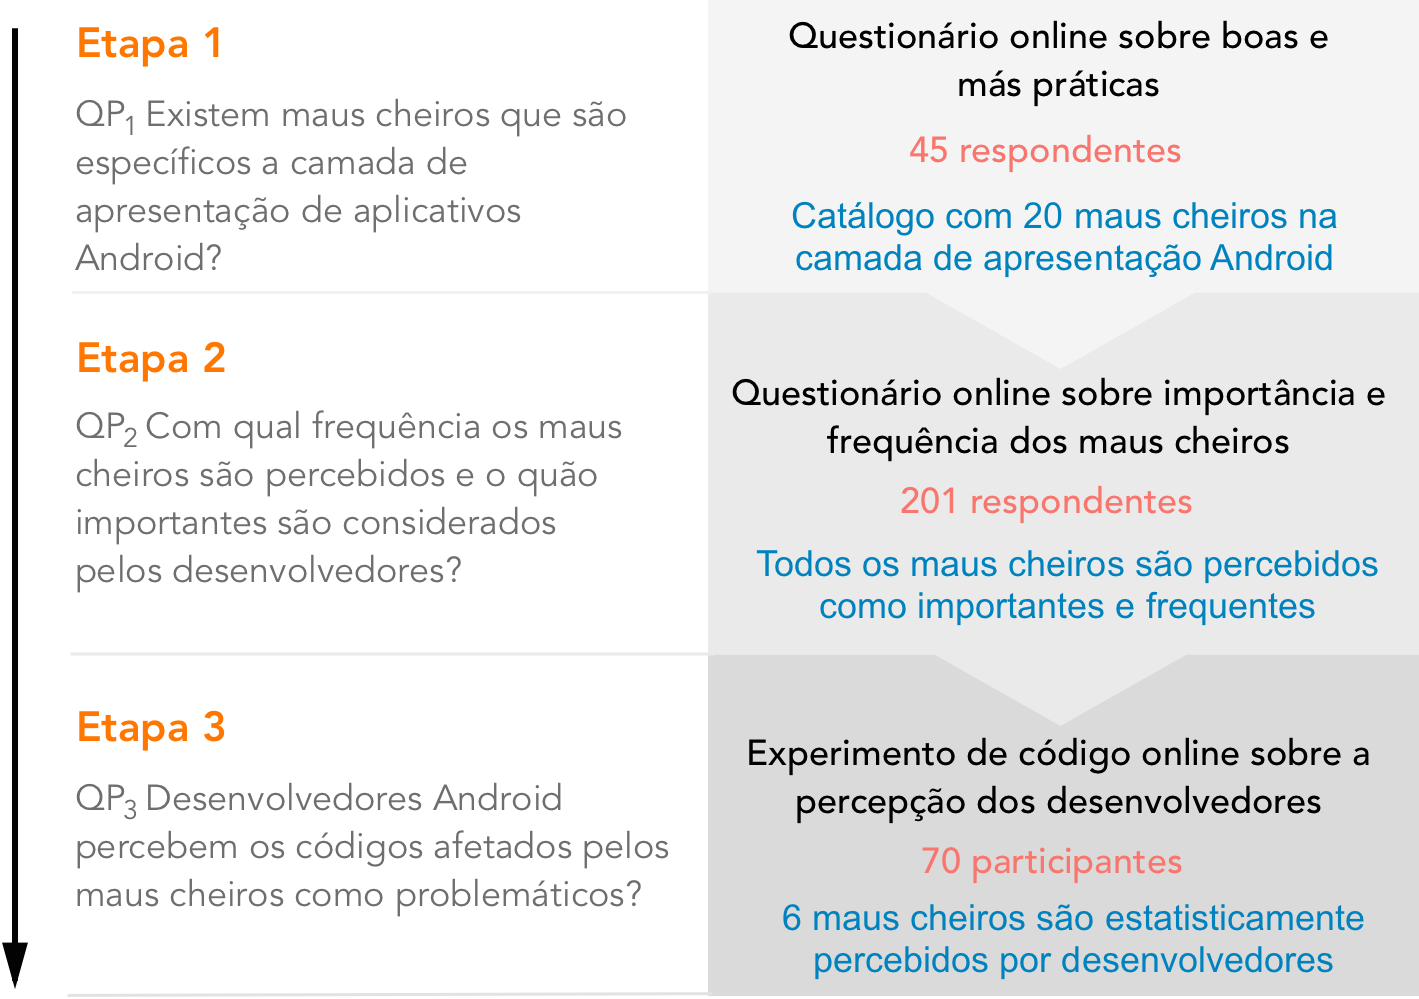 Etapa 1
QP1 Existem maus cheiros que são
específicos a camada de
apresentação de aplicativos
Android?
Questionário online sobre boas e
más práticas
45 respondentes
Catálogo com 20 maus cheiros na
camada de apresentação Android
Etapa 2
QP2 Com qual frequência os maus
cheiros são percebidos e o quão
importantes são considerados
pelos desenvolvedores?
Questionário online sobre importância e
frequência dos maus cheiros
201 respondentes
Todos os maus cheiros são percebidos
como importantes e frequentes
Etapa 3
QP3 Desenvolvedores Android
percebem os códigos afetados pelos
maus cheiros como problemáticos?
Experimento de código online sobre a
percepção dos desenvolvedores
70 participantes
6 maus cheiros são estatisticamente
percebidos por desenvolvedores